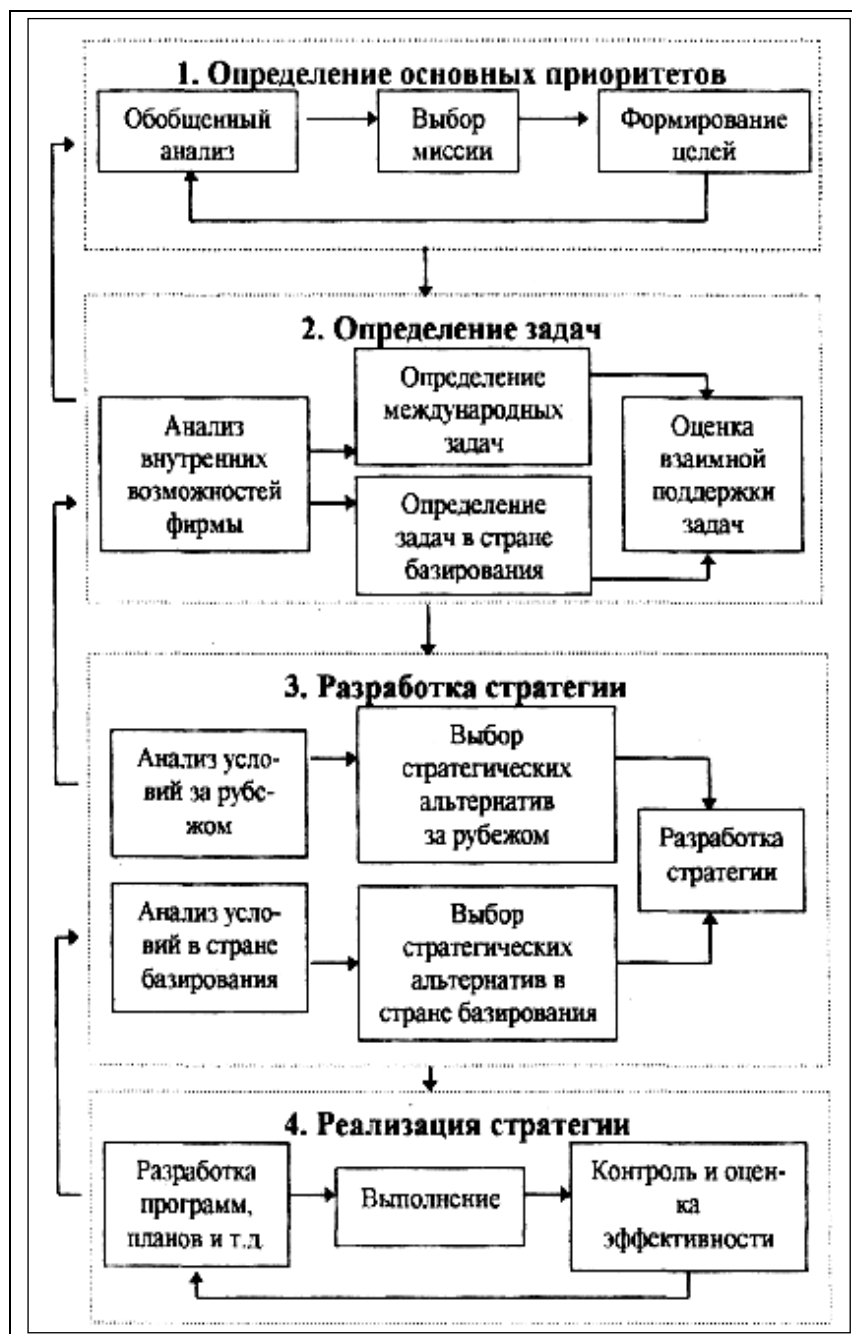 1. Определение основных приоритетов
Обобщенный
анализ
Выбор
миссии
Формирование
целей
2. Определение задач
Анализ
внутренних
возможностей
фирмы
Определение
международных
задач
Определение
задач в стране
базирования
Оценка
взаимной
поддержки
задач
3. Разработка стратегии
Анализ усло-
вий за рубе-
жом
Выбор
стратегических
альтернатив
за рубежом
Анализ усло-
вий в стране
базирования
Выбор
стратегических
альтернатив в
стране базирования
Разработка
стратегии
4. Реализация стратегии
Разработка
программ,
планов и т.д
Выполнение
Контроль и оцен-
ка
эффективности